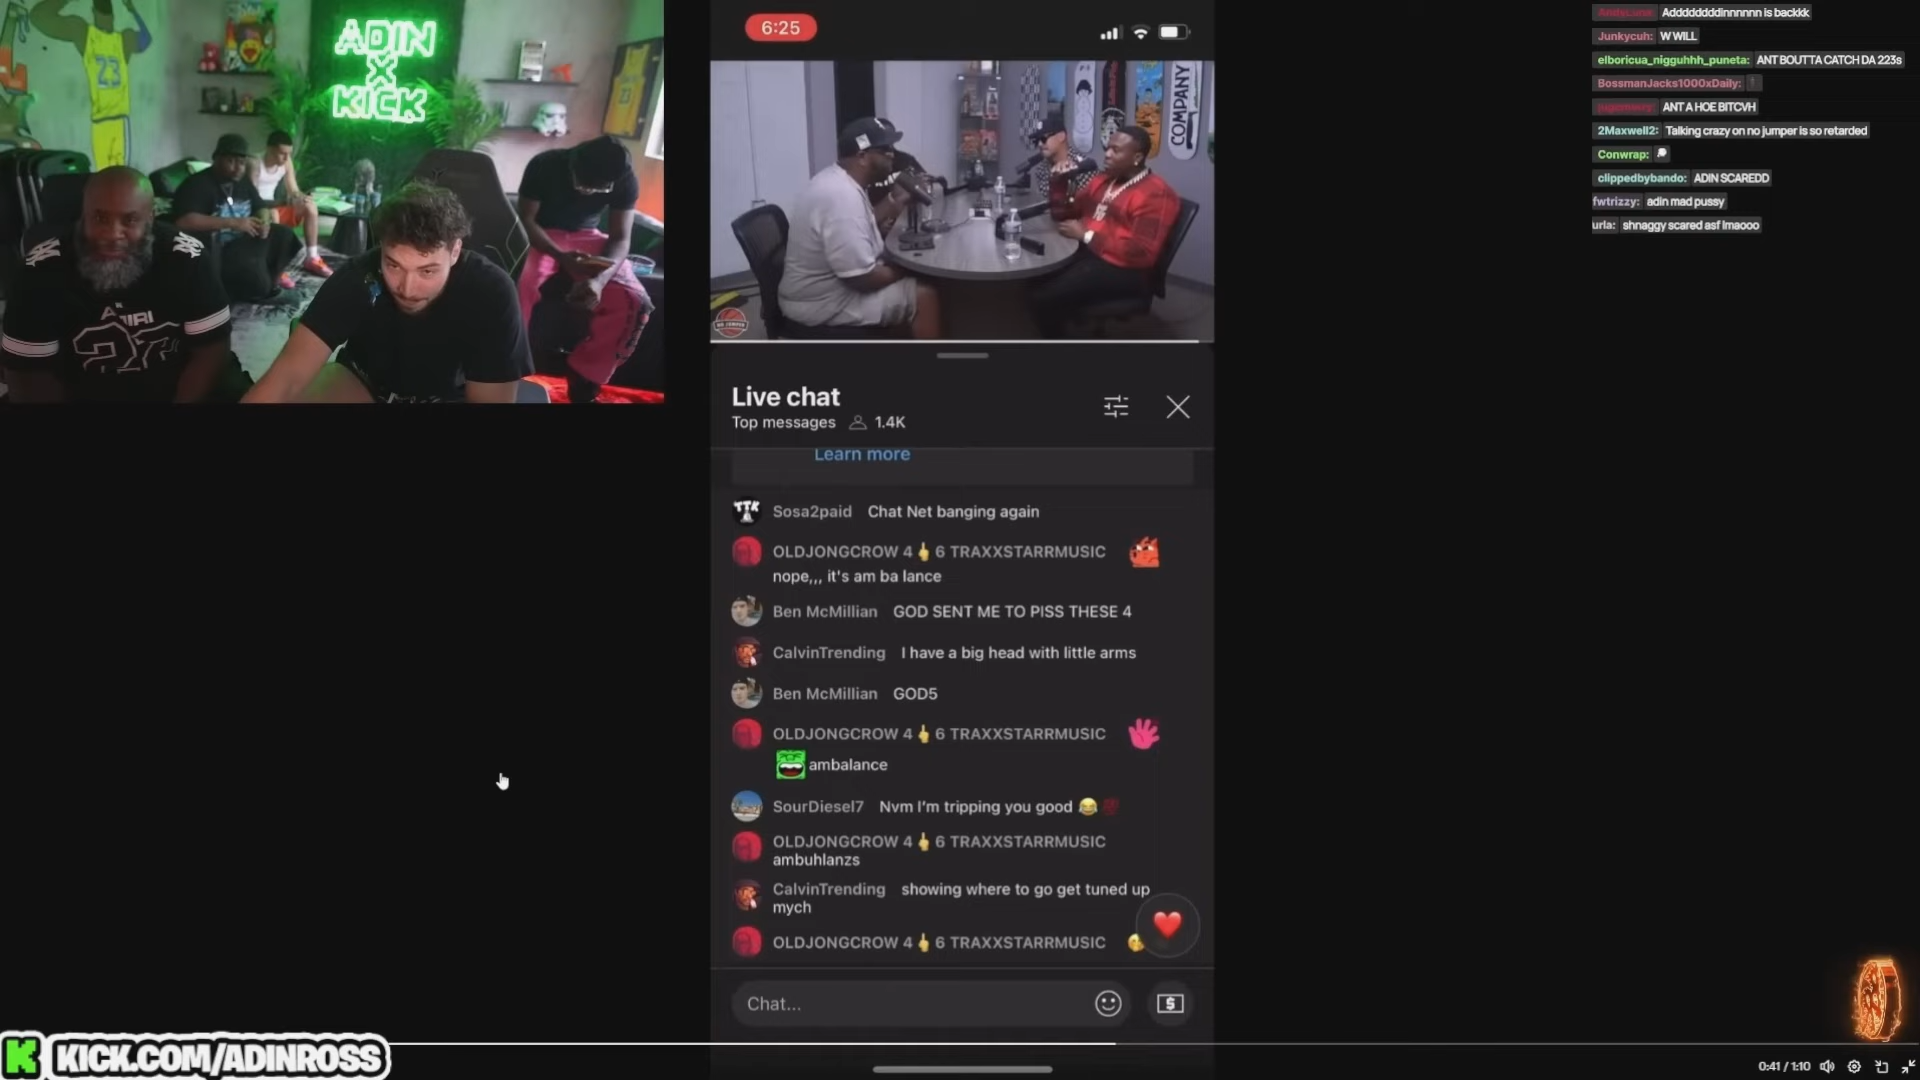 ADIN
X
KICK
23
23
AMIRI
22
6:25
COMPANY
Live chat
Top messages 1.4K
Learn more
Sosa2paid Chat Net banging again
OLDJONGCROW 4🖕6 TRAXXSTARRMUSIC
nope,,, it's am ba lance
Ben McMillian GOD SENT ME TO PISS THESE 4
CalvinTrending I have a big head with little arms
Ben McMillian GOD5
OLDJONGCROW 4🖕6 TRAXXSTARRMUSIC
ambalance
SourDiesel7 Nvm I'm tripping you good 😂💯
OLDJONGCROW 4🖕6 TRAXXSTARRMUSIC
ambuhlanzs
CalvinTrending showing where to go get tuned up
mych
OLDJONGCROW 4🖕6 TRAXXSTARRMUSIC
Chat...
Addddddddinnnnnn is backkk
Junkycuh: W WILL
elboricua_nigguhhh_puneta: ANT BOUTTA CATCH DA 223s
BossmanJacks1000xDaily:
ANT A HOE BITCVH
2Maxwell2: Talking crazy on no jumper is so retarded
Conwrap:
clippedbybando: ADIN SCAREDD
fwtrizzy: adin mad pussy
urla: shnaggy scared asf lmaooo
K KICK.COM/ADINROSS
0:41 / 1:10